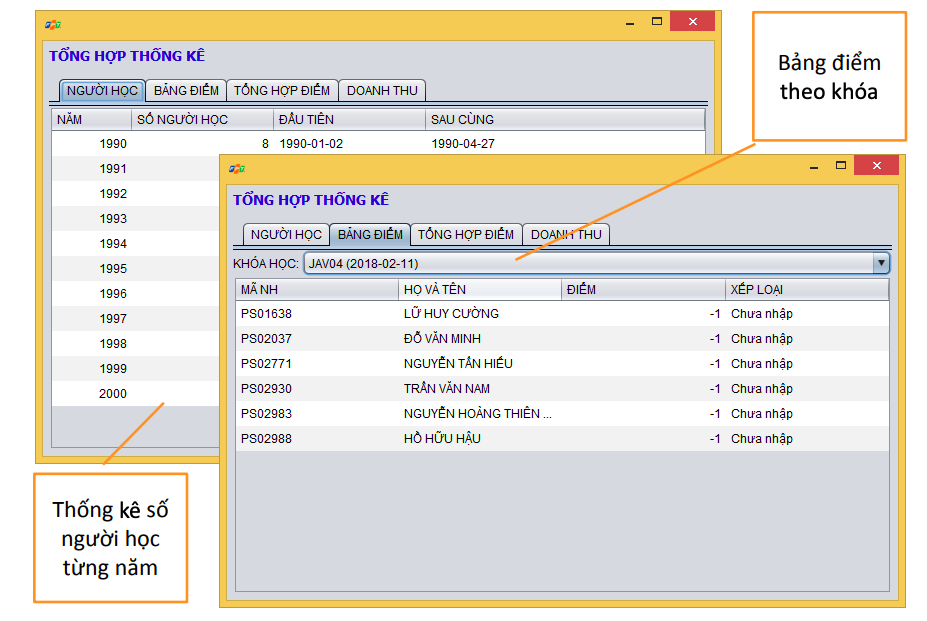 TỔNG HỢP THỐNG KÊ
NGƯỜI HỌC BẢNG ĐIỂM TỔNG HỢP ĐIỂM DOANH THU
NĂM SỐ NGƯỜI HỌC ĐẦU TIÊN SAU CÙNG
1990 8 1990-01-02 1990-04-27
1991
1992
1993
1994
1995
1996
1997
1998
1999
2000
Bảng điểm
theo khóa
TỔNG HỢP THỐNG KÊ
NGƯỜI HỌC BẢNG ĐIỂM TỔNG HỢP ĐIỂM DOANH THU
KHÓA HỌC: JAV04 (2018-02-11)
MÃ NH HỌ VÀ TÊN ĐIỂM XẾP LOẠI
PS01638 LỮ HUY CƯỜNG -1 Chưa nhập
PS02037 ĐỖ VĂN MINH -1 Chưa nhập
PS02771 NGUYỄN TẤN HIẾU -1 Chưa nhập
PS02930 TRẦN VĂN NAM -1 Chưa nhập
PS02983 NGUYỄN HOÀNG THIÊN ... -1 Chưa nhập
PS02988 HỒ HỮU HẬU -1 Chưa nhập
Thống kê số
người học
từng năm